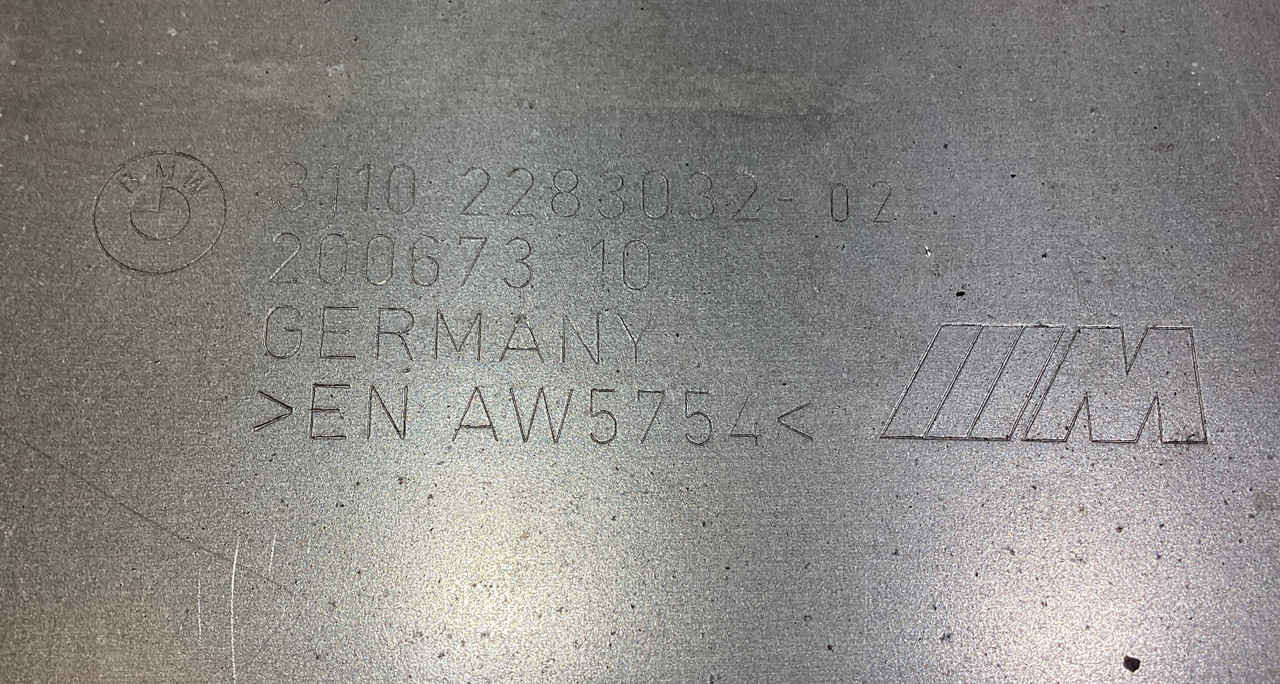 BMW
3110 2283032- 02
200673 10
GERMANY
>EN AW5754<
M